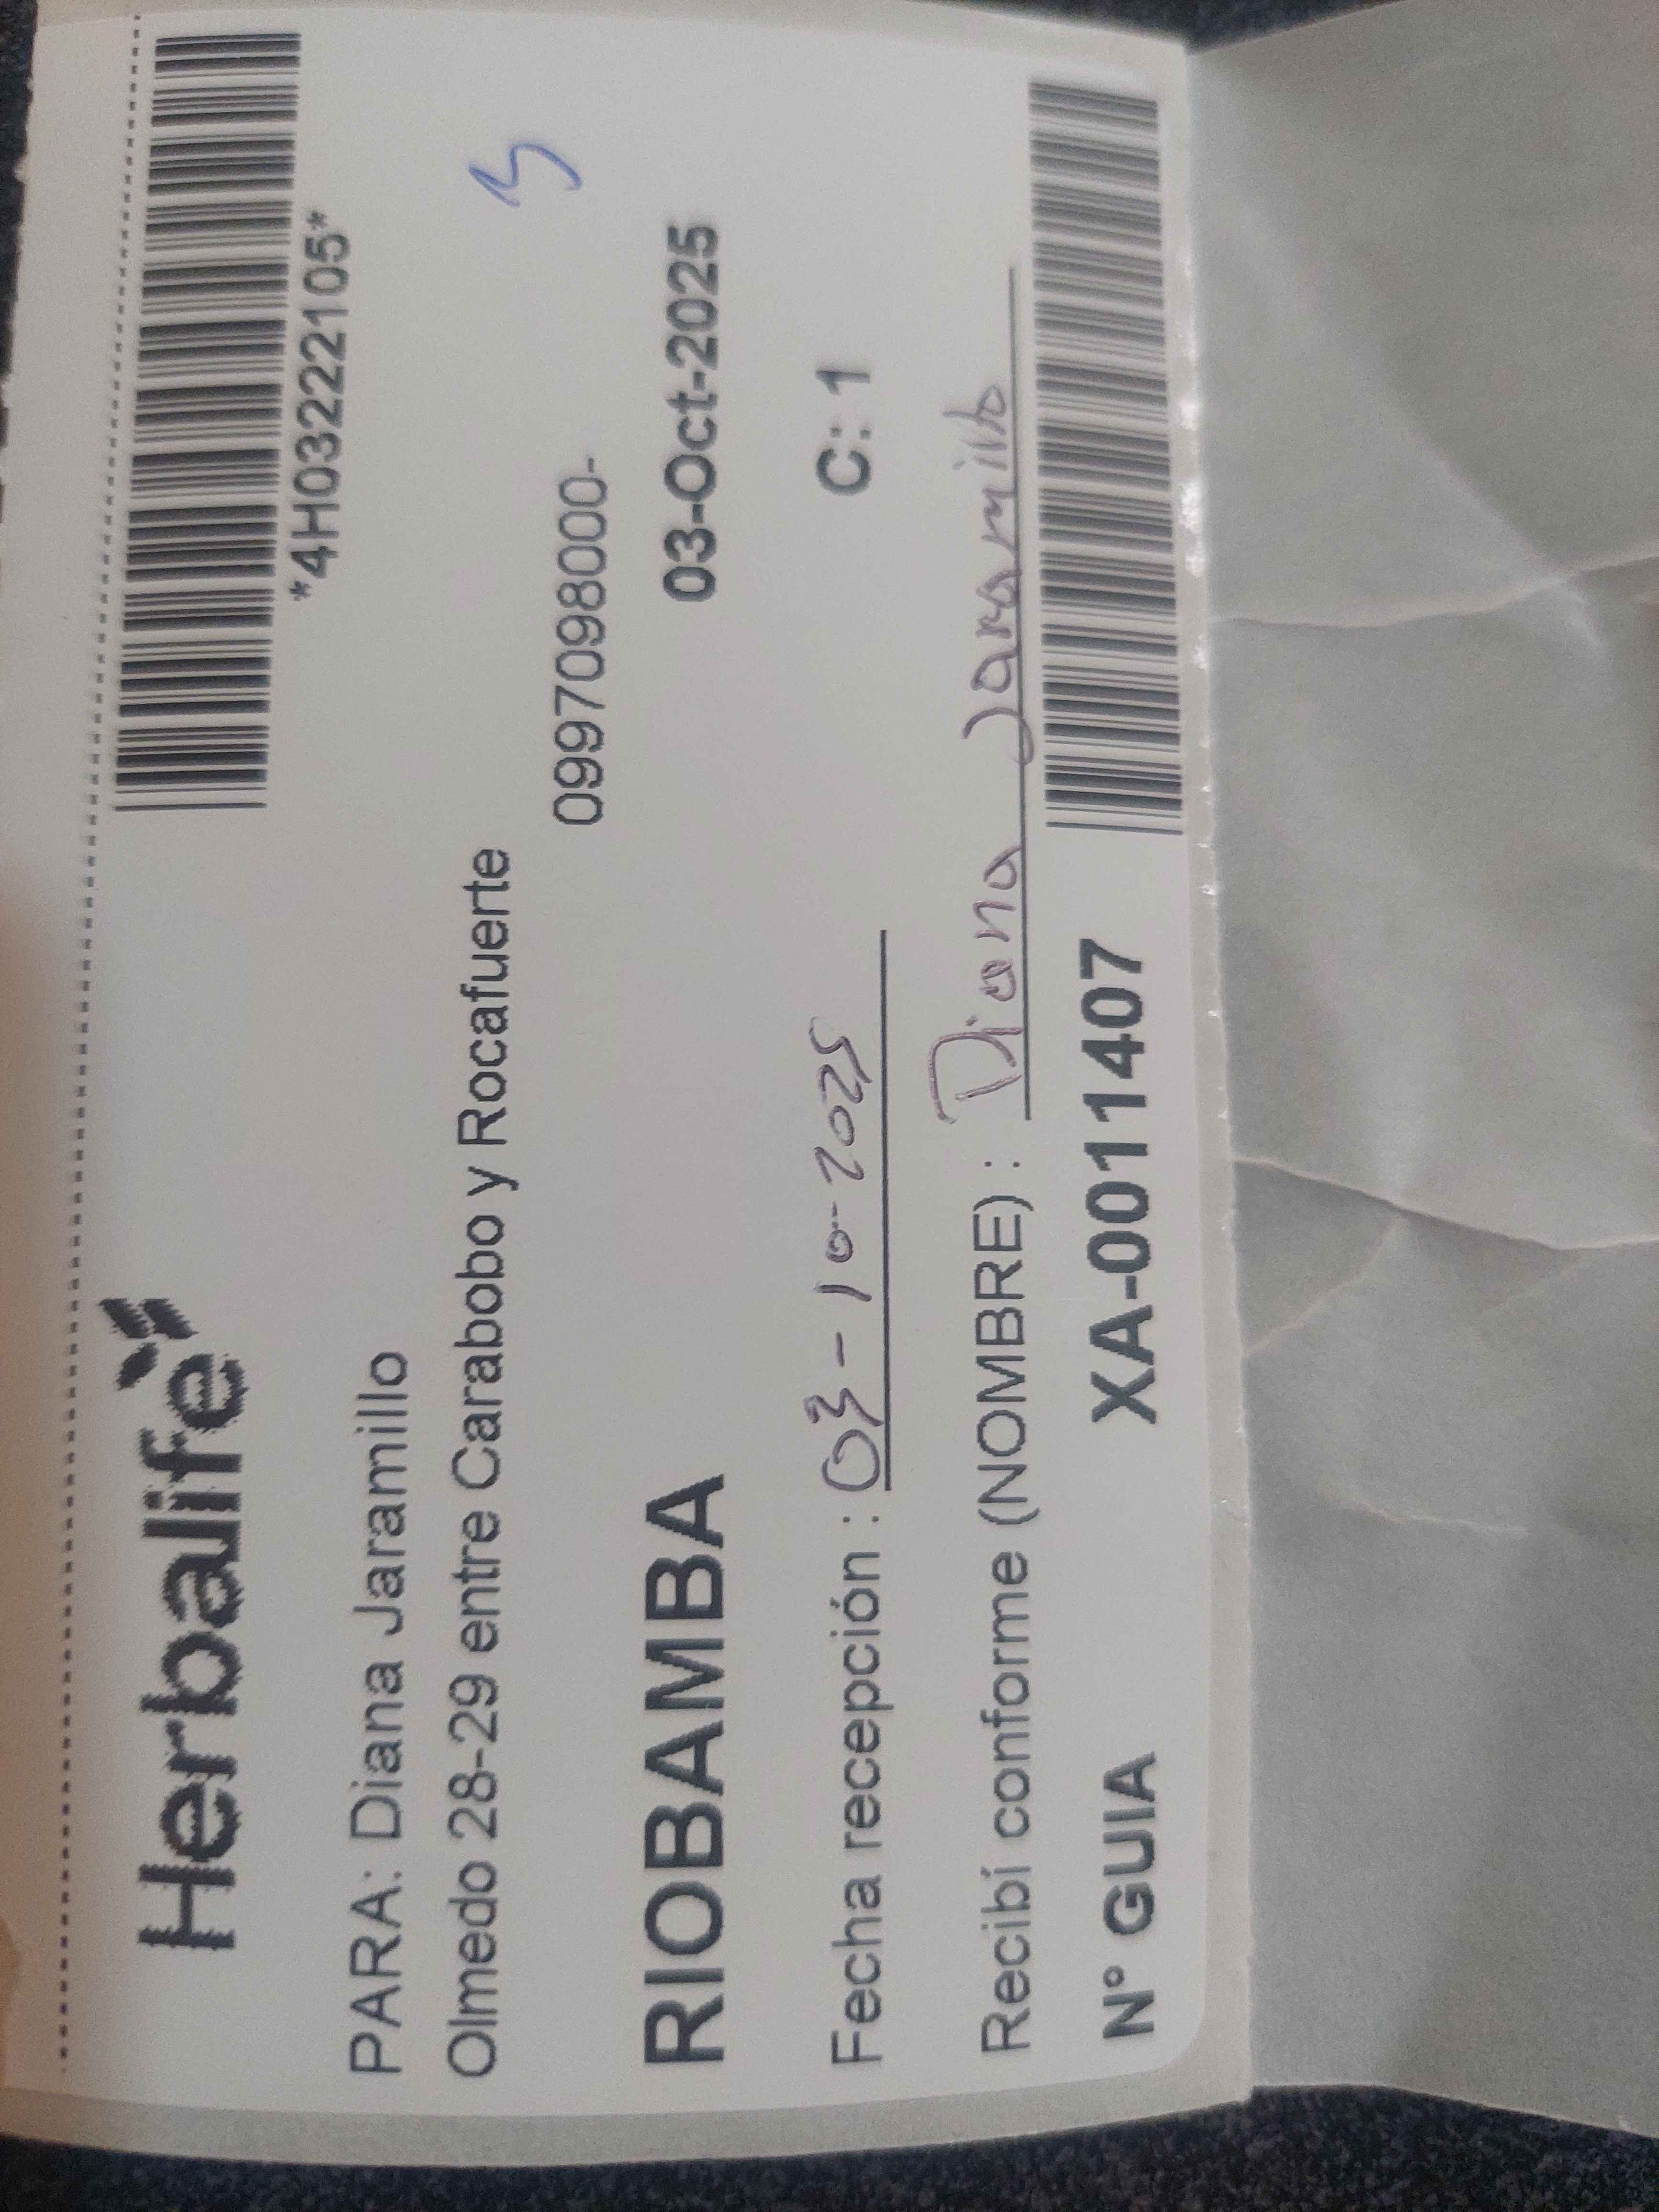 Herbalife
*4H03222105*
PARA: Diana Jaramillo
Olmedo 28-29 entre Carabobo y Rocafuerte
0997098000-
RIOBAMBA 03-Oct-2025
C:: 1
Fecha recepción : 03-10-2025
Recibí conforme (NOMBRE) : Diana Jaramillo
N° GUIA XA-0011407